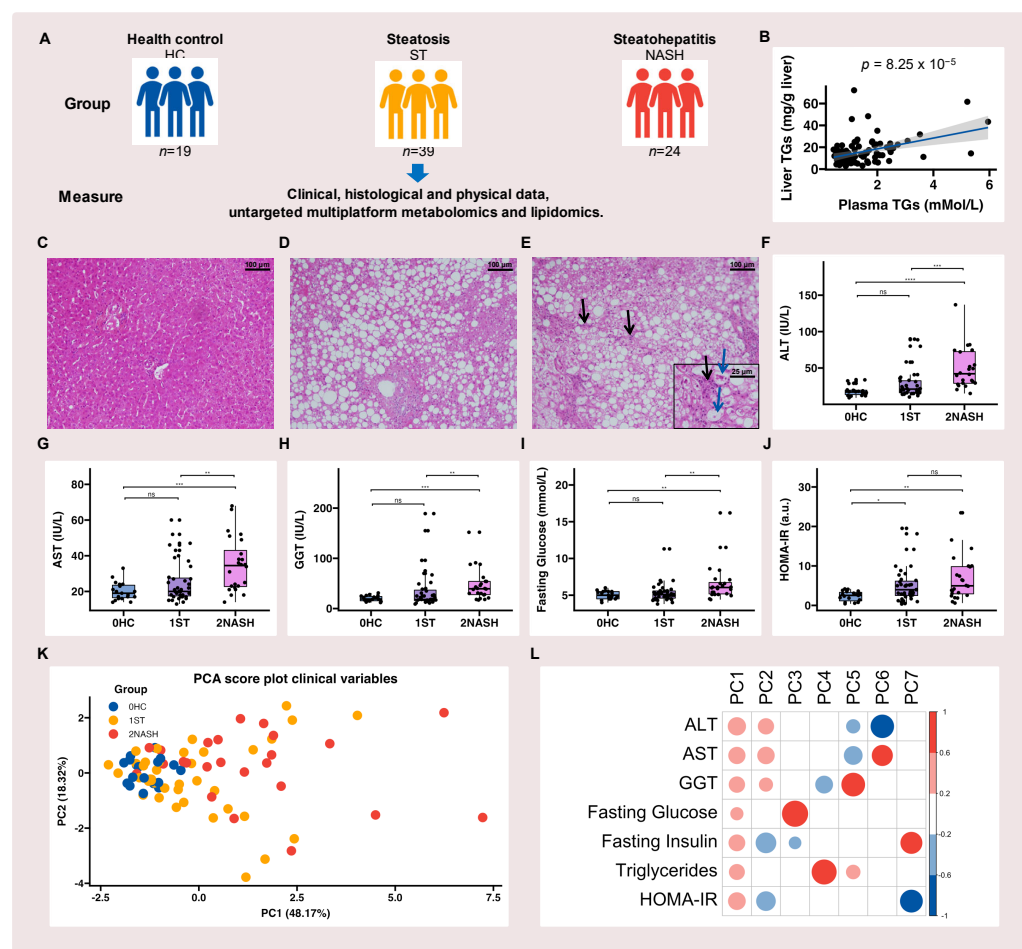 A
Health control
HC
Steatosis
ST
Steatohepatitis
NASH
Group
n=19
n=39
n=24
Measure
Clinical, histological and physical data,
untargeted multiplatform metabolomics and lipidomics.
B
p = 8.25 x 10−5
Liver TGs (mg/g liver)
60
40
20
0
2
4
6
Plasma TGs (mMol/L)
C
100 µm
D
100 µm
E
100 µm
25 µm
F
ALT (IU/L)
150
100
50
***
****
ns
0HC
1ST
2NASH
G
AST (IU/L)
80
60
40
20
**
***
ns
0HC
1ST
2NASH
H
GGT (IU/L)
200
100
0
**
***
ns
0HC
1ST
2NASH
I
Fasting Glucose (mmol/L)
20
15
10
5
**
**
ns
0HC
1ST
2NASH
J
HOMA-IR (a.u.)
30
20
10
0
ns
**
*
0HC
1ST
2NASH
K
PCA score plot clinical variables
Group
0HC
1ST
2NASH
PC2 (18.32%)
2
0
-2
-4
-2.5
0.0
2.5
5.0
7.5
PC1 (48.17%)
L
PC1
PC2
PC3
PC4
PC5
PC6
PC7
ALT
AST
GGT
Fasting Glucose
Fasting Insulin
Triglycerides
HOMA-IR
1
0.6
0.2
-0.2
-0.6
-1